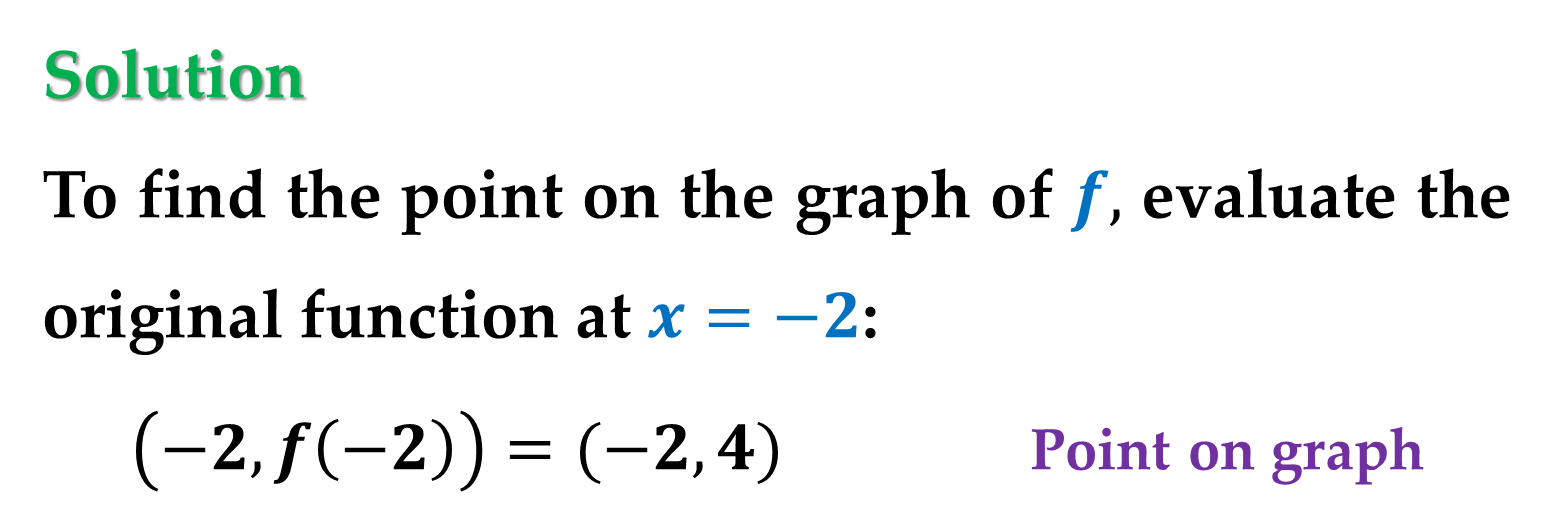 Solution
To find the point on the graph of f, evaluate the
original function at x = −2:
(−2, f(−2)) = (−2, 4) Point on graph